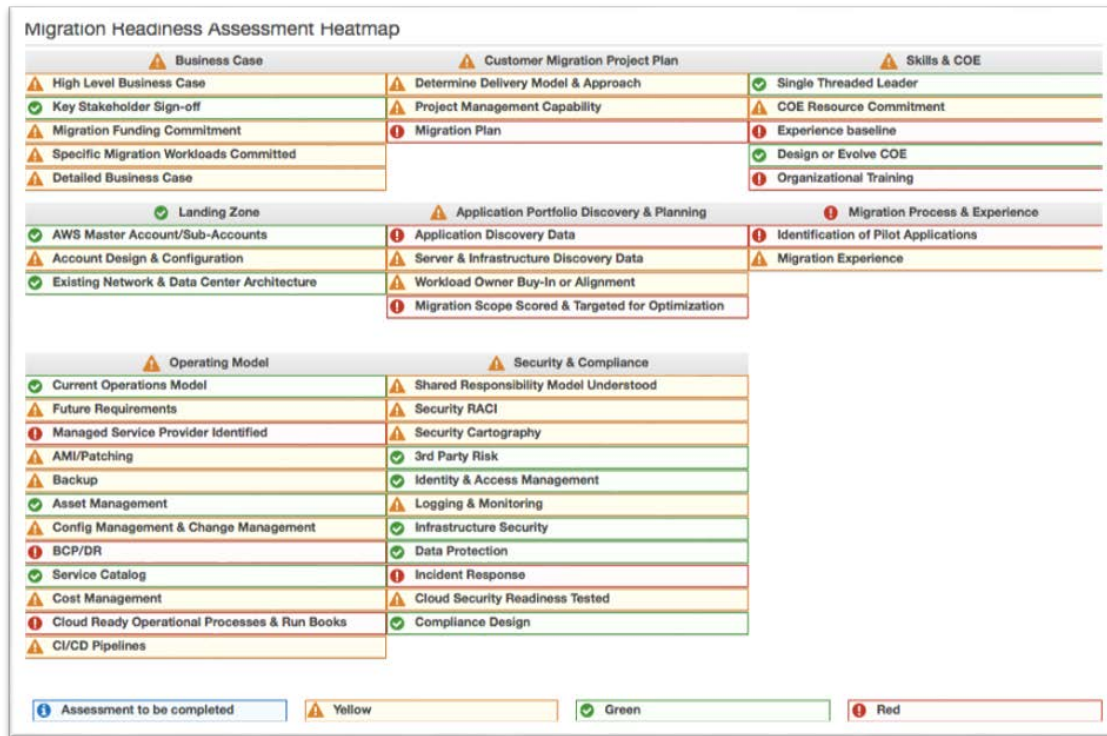 Migration Readiness Assessment Heatmap
Business Case
High Level Business Case
Key Stakeholder Sign-off
Migration Funding Commitment
Specific Migration Workloads Committed
Detailed Business Case
Customer Migration Project Plan
Determine Delivery Model & Approach
Project Management Capability
Migration Plan
Skills & COE
Single Threaded Leader
COE Resource Commitment
Experience baseline
Design or Evolve COE
Organizational Training
Landing Zone
AWS Master Account/Sub-Accounts
Account Design & Configuration
Existing Network & Data Center Architecture
Application Portfolio Discovery & Planning
Application Discovery Data
Server & Infrastructure Discovery Data
Workload Owner Buy-In or Alignment
Migration Scope Scored & Targeted for Optimization
Migration Process & Experience
Identification of Pilot Applications
Migration Experience
Operating Model
Current Operations Model
Future Requirements
Managed Service Provider Identified
AMI/Patching
Backup
Asset Management
Config Management & Change Management
BCP/DR
Service Catalog
Cost Management
Cloud Ready Operational Processes & Run Books
CI/CD Pipelines
Security & Compliance
Shared Responsibility Model Understood
Security RACI
Security Cartography
3rd Party Risk
Identity & Access Management
Logging & Monitoring
Infrastructure Security
Data Protection
Incident Response
Cloud Security Readiness Tested
Compliance Design
Assessment to be completed
Yellow
Green
Red